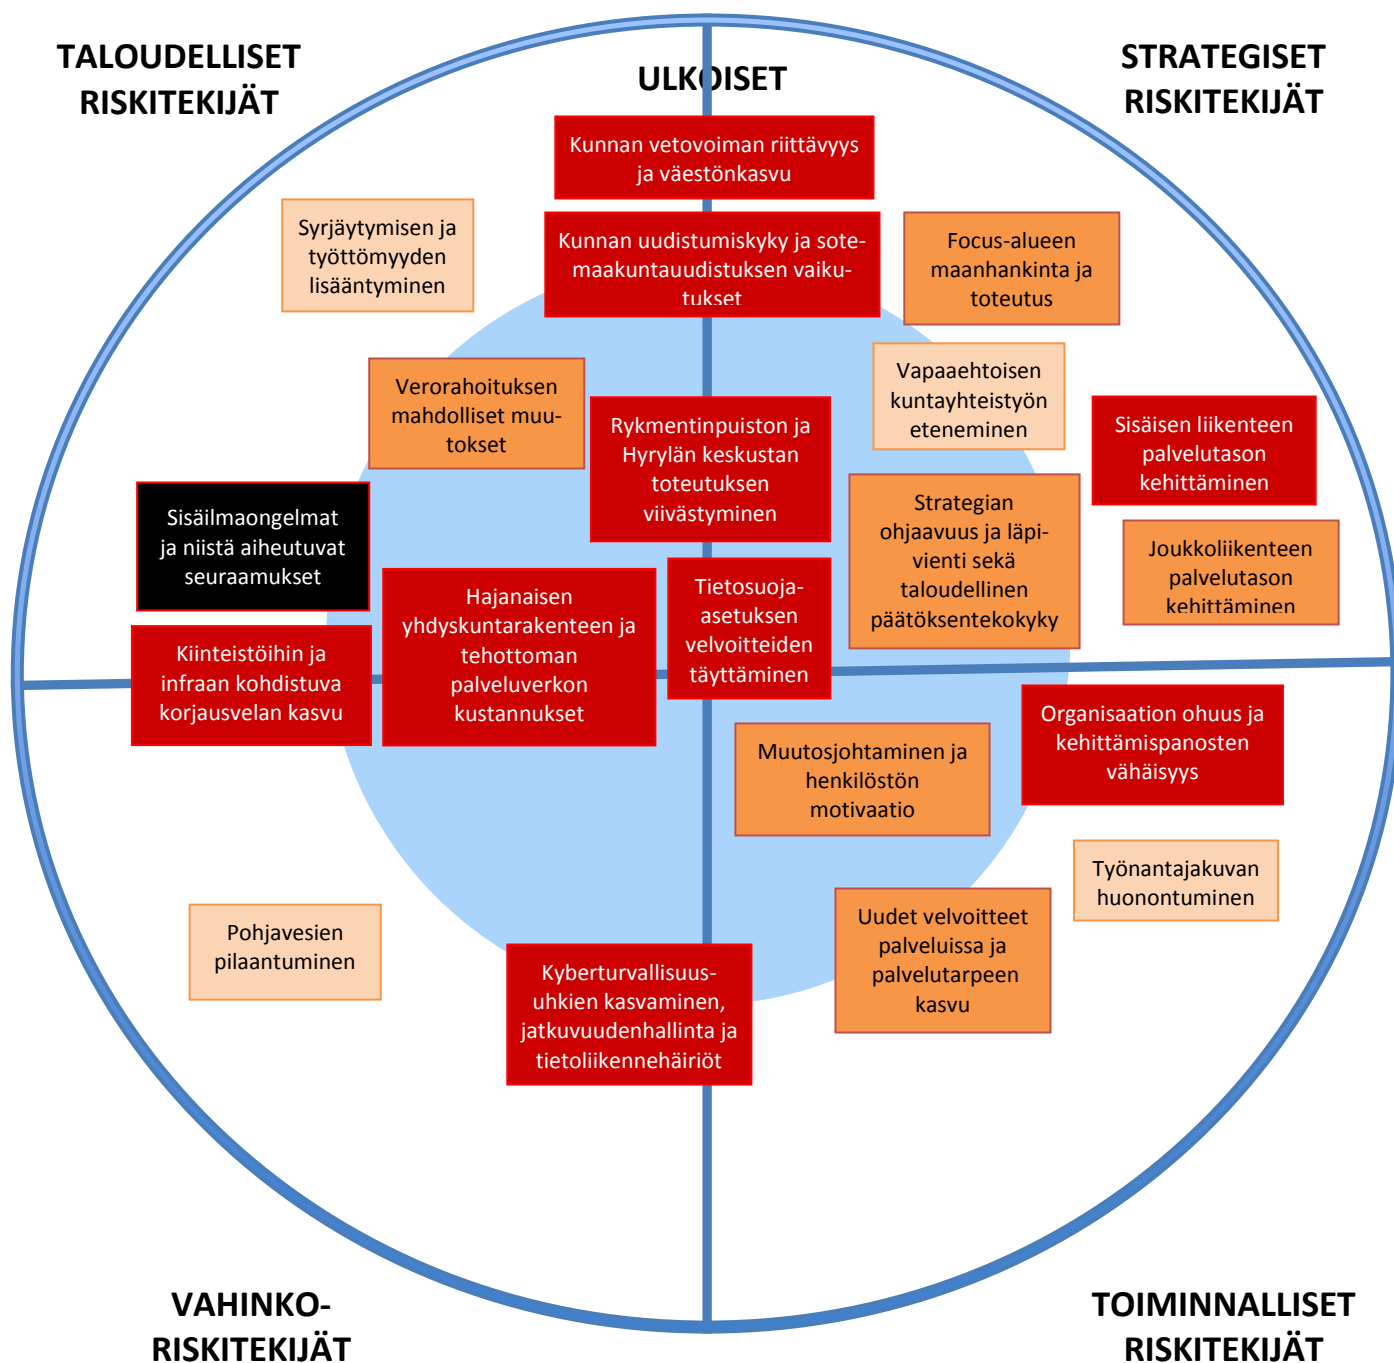 TALOUDELLISET
RISKITEKIJÄT
ULKOISET
STRATEGISET
RISKITEKIJÄT
Kunnan vetovoiman riittävyys
ja väestönkasvu
Syrjäytymisen ja
työttömyyden
lisääntyminen
Kunnan uudistumiskyky ja sote-
maakuntauudistuksen vaiku-
tukset
Focus-alueen
maanhankinta ja
toteutus
Verorahoituksen
mahdolliset muu-
tokset
Vapaaehtoisen
kuntayhteistyön
eteneminen
Rykmentinpuiston ja
Hyrylän keskustan
toteutuksen
viivästyminen
Sisäisen liikenteen
palvelutason
kehittäminen
Sisäilmaongelmat
ja niistä aiheutuvat
seuraamukset
Strategian
ohjaavuus ja läpi-
vienti sekä
taloudellinen
päätöksentekokyky
Joukkoliikenteen
palvelutason
kehittäminen
Hajanaisen
yhdyskuntarakenteen ja
tehottoman
palveluverkon
kustannukset
Tietosuoja-
asetuksen
velvoitteiden
täyttäminen
Kiinteistöihin ja
infraan kohdistuva
korjausvelan kasvu
Organisaation ohuus ja
kehittämispanosten
vähäisyys
Muutosjohtaminen ja
henkilöstön
motivaatio
Työnantajakuvan
huonontuminen
Pohjavesien
pilaantuminen
Uudet velvoitteet
palveluissa ja
palvelutarpeen
kasvu
Kyberturvallisuus-
uhkien kasvaminen,
jatkuvuudenhallinta ja
tietoliikennehäiriöt
VAHINKO-
RISKITEKIJÄT
TOIMINNALLISET
RISKITEKIJÄT